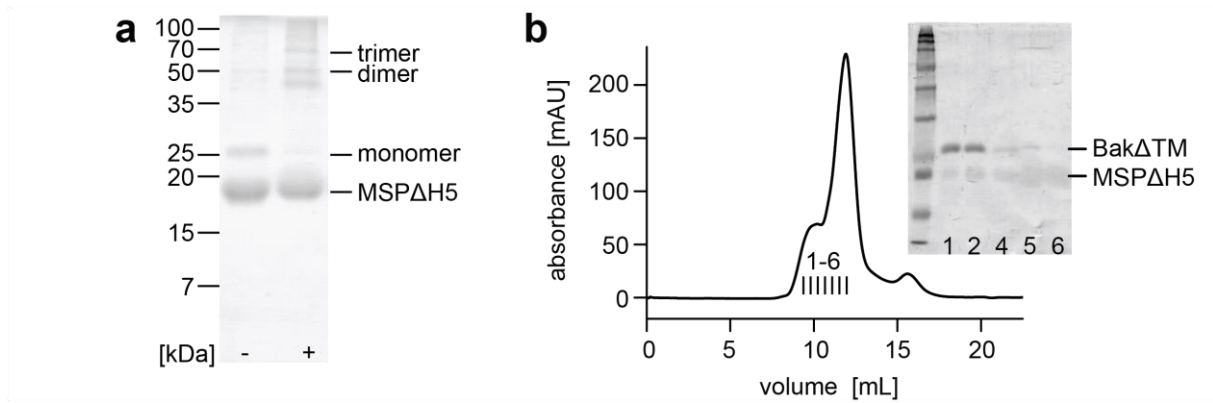 a
100
70
50
35
25
20
15
7
[kDa]
- +
trimer
dimer
monomer
MSPΔH5
b
absorbance [mAU]
200
150
100
50
0
1-6
0 5 10 15 20
volume [mL]
BakΔTM
MSPΔH5
1 2 4 5 6